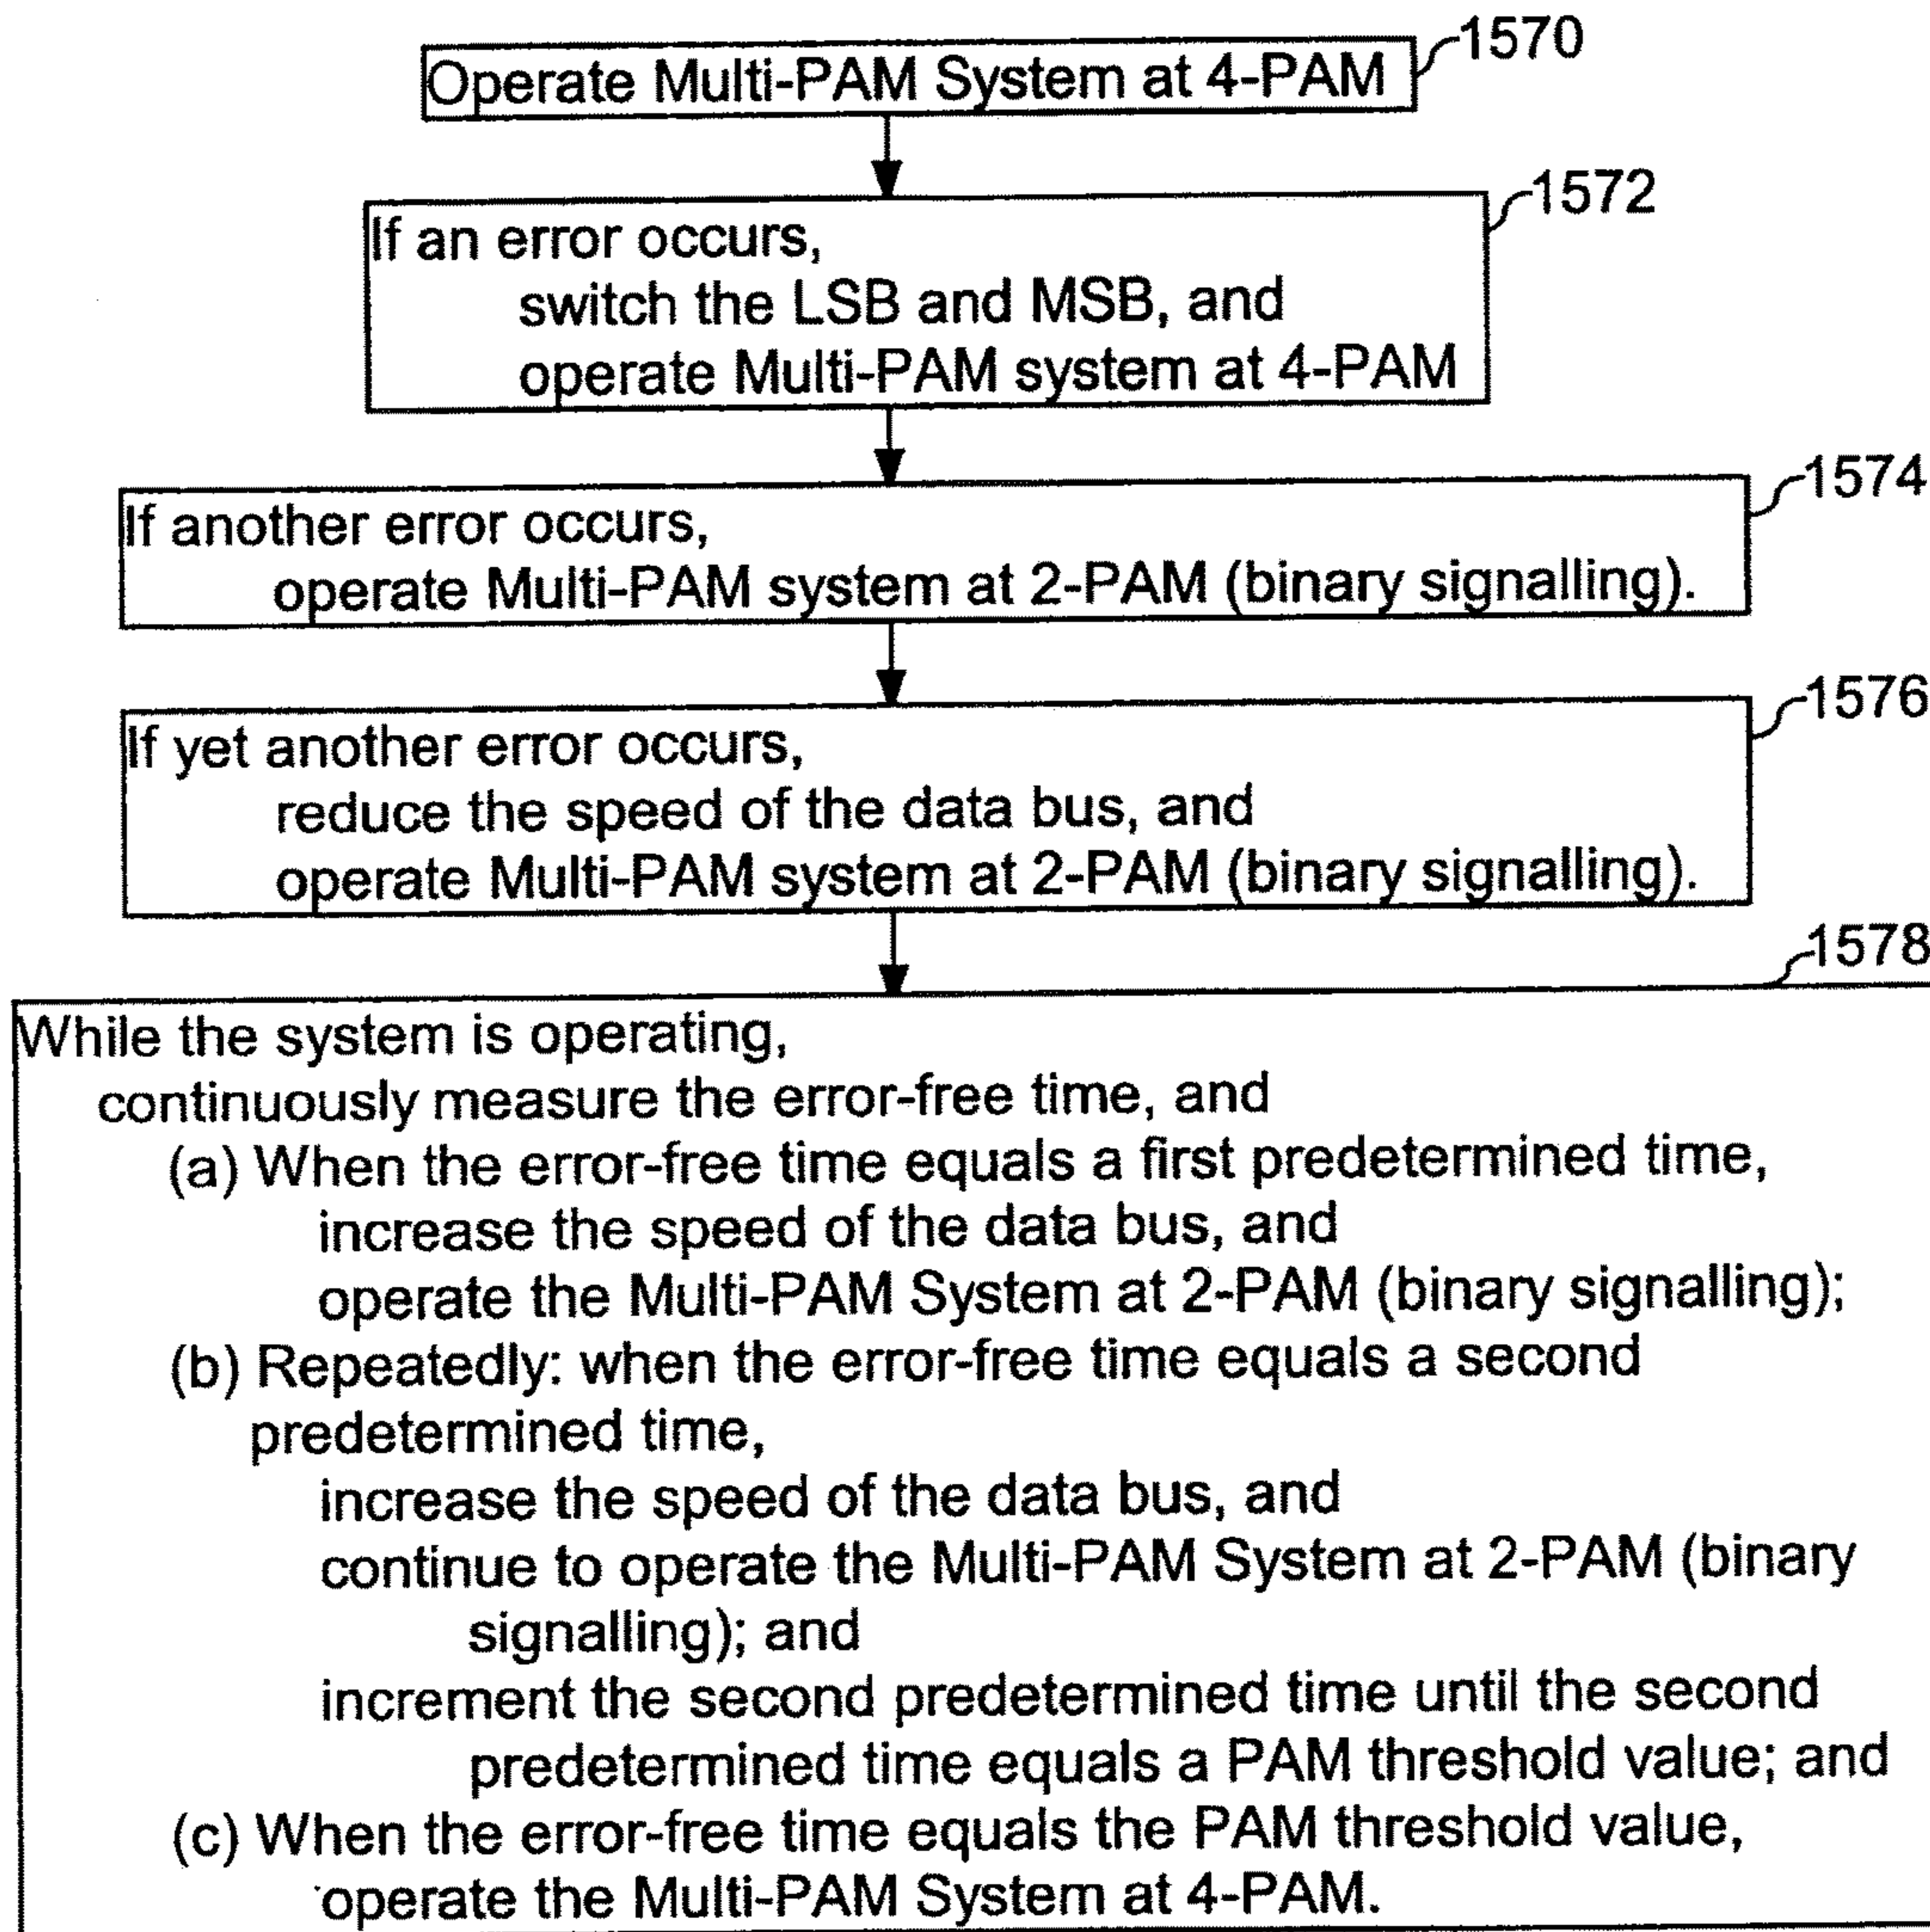 Operate Multi-PAM System at 4-PAM
1570
If an error occurs,
switch the LSB and MSB, and
operate Multi-PAM system at 4-PAM
1572
If another error occurs,
operate Multi-PAM system at 2-PAM (binary signalling).
1574
If yet another error occurs,
reduce the speed of the data bus, and
operate Multi-PAM system at 2-PAM (binary signalling).
1576
1578
While the system is operating,
continuously measure the error-free time, and
(a) When the error-free time equals a first predetermined time,
increase the speed of the data bus, and
operate the Multi-PAM System at 2-PAM (binary signalling);
(b) Repeatedly: when the error-free time equals a second
predetermined time,
increase the speed of the data bus, and
continue to operate the Multi-PAM System at 2-PAM (binary
signalling); and
increment the second predetermined time until the second
predetermined time equals a PAM threshold value; and
(c) When the error-free time equals the PAM threshold value,
operate the Multi-PAM System at 4-PAM.